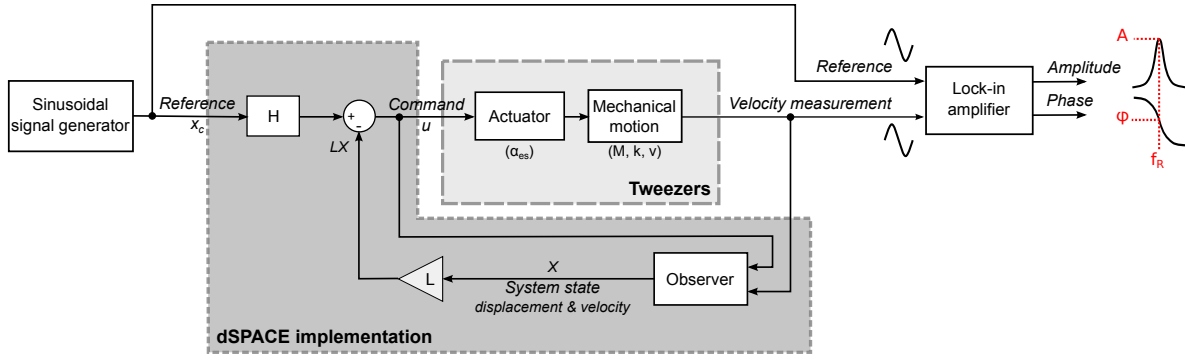 Sinusoidal
signal generator
Reference
x_c
H
+
-
LX
Command
u
Actuator
(α_es)
Mechanical
motion
(M, k, v)
Tweezers
Reference
Velocity measurement
Lock-in
amplifier
Amplitude
Phase
A
φ
f_R
L
X
System state
displacement & velocity
Observer
dSPACE implementation